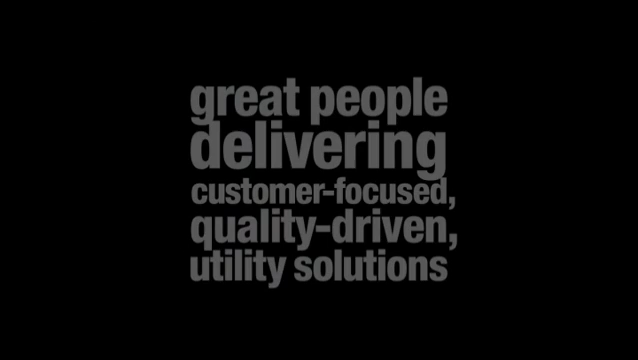 great people
delivering
customer-focused,
quality-driven,
utility solutions